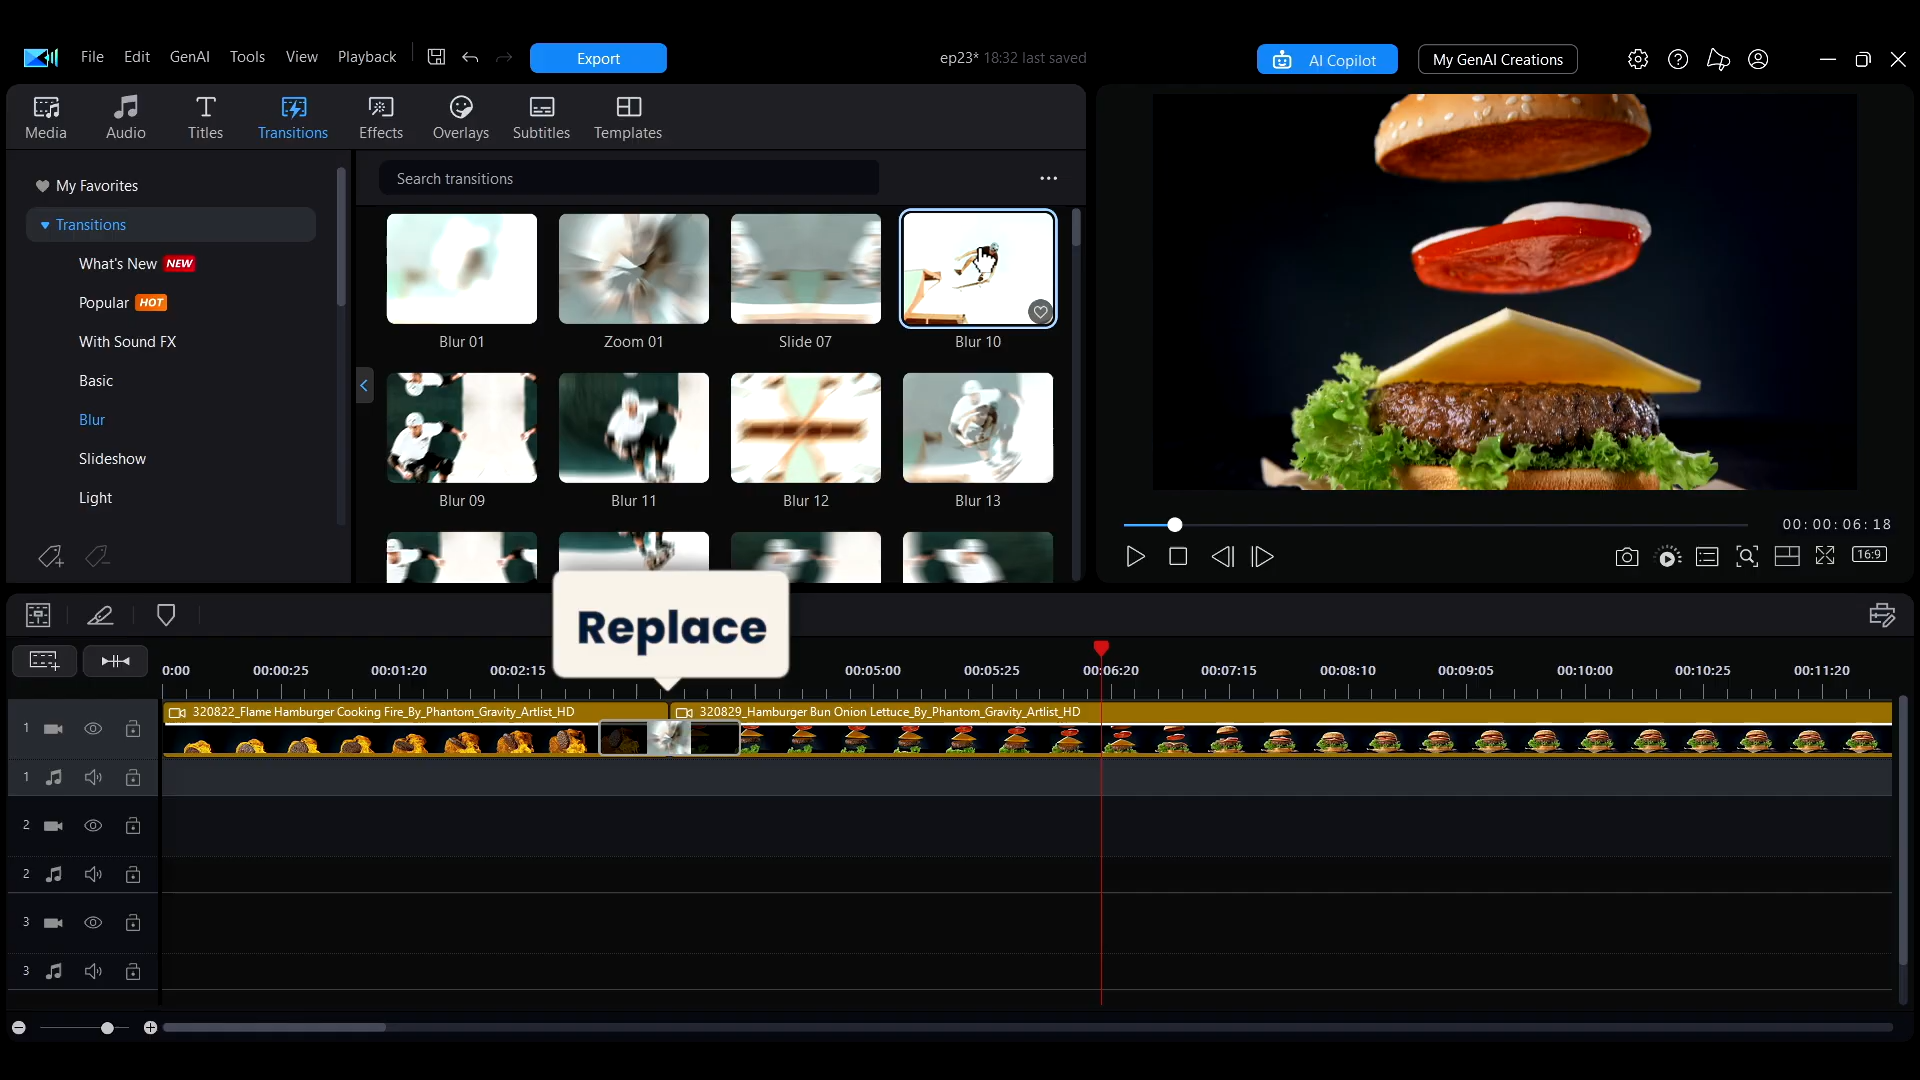 File Edit GenAI Tools View Playback Export ep23* 18:32 last saved AI Copilot My GenAI Creations
Media Audio Titles Transitions Effects Overlays Subtitles Templates
My Favorites
Transitions
What's New NEW
Popular HOT
With Sound FX
Basic
Blur
Slideshow
Light
Search transitions
Blur 01 Zoom 01 Slide 07 Blur 10
Blur 09 Blur 11 Blur 12 Blur 13
00:00:06:18
16:9
Replace
0:00 00:00:25 00:01:20 00:02:15 00:05:00 00:05:25 00:06:20 00:07:15 00:08:10 00:09:05 00:10:00 00:10:25 00:11:20
320822_Flame Hamburger Cooking Fire_By_Phantom_Gravity_Artlist_HD 320829_Hamburger Bun Onion Lettuce_By_Phantom_Gravity_Artlist_HD
1
1
2
2
3
3